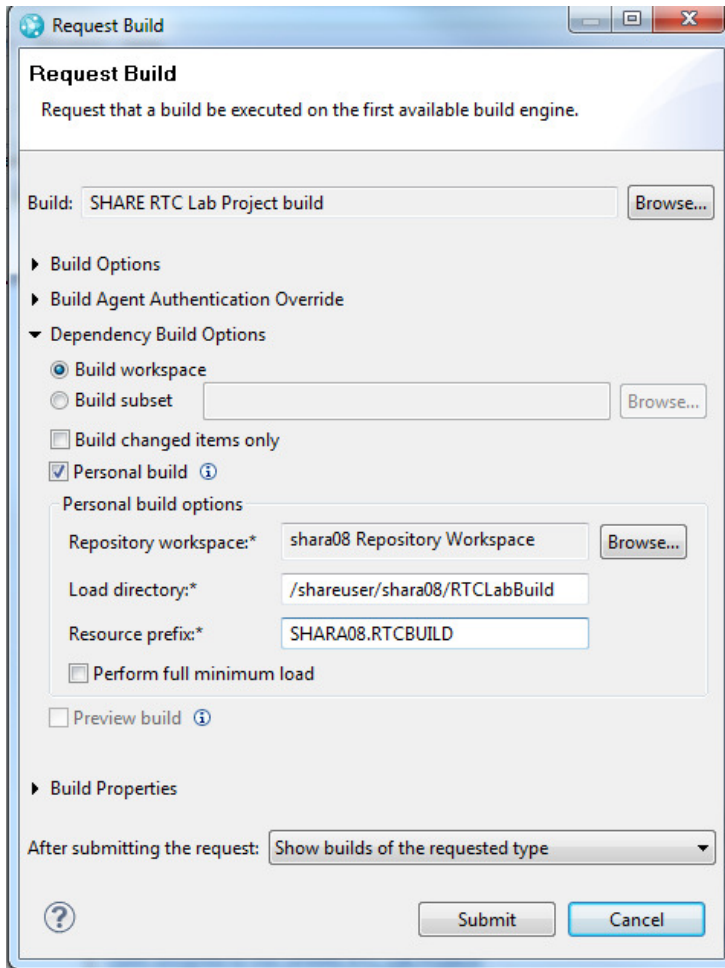 Request Build
Request Build
Request that a build be executed on the first available build engine.
Build: SHARE RTC Lab Project build Browse...
Build Options
Build Agent Authentication Override
Dependency Build Options
Build workspace
Build subset Browse...
Build changed items only
Personal build
Personal build options
Repository workspace:* shara08 Repository Workspace Browse...
Load directory:* /shareuser/shara08/RTCLabBuild
Resource prefix:* SHARA08.RTCBUILD
Perform full minimum load
Preview build
Build Properties
After submitting the request: Show builds of the requested type
Submit Cancel